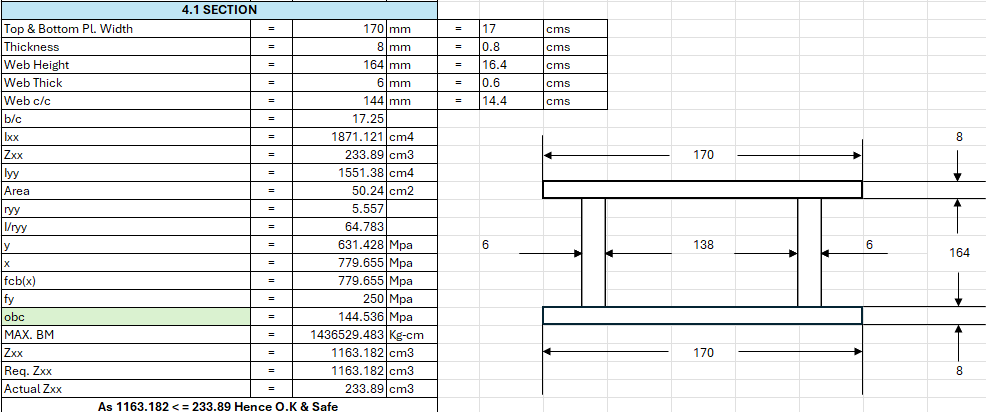 4.1 SECTION
Top & Bottom Pl. Width = 170 mm = 17 cms
Thickness = 8 mm = 0.8 cms
Web Height = 164 mm = 16.4 cms
Web Thick = 6 mm = 0.6 cms
Web c/c = 144 mm = 14.4 cms
b/c = 17.25
Ixx = 1871.121 cm4
Zxx = 233.89 cm3
Iyy = 1551.38 cm4
Area = 50.24 cm2
ryy = 5.557
l/ryy = 64.783
y = 631.428 Mpa
x = 779.655 Mpa
fcb(x) = 779.655 Mpa
fy = 250 Mpa
obc = 144.536 Mpa
MAX. BM = 1436529.483 Kg-cm
Zxx = 1163.182 cm3
Req. Zxx = 1163.182 cm3
Actual Zxx = 233.89 cm3
As 1163.182 < = 233.89 Hence O.K & Safe
8
170
6 138 6
164
170
8